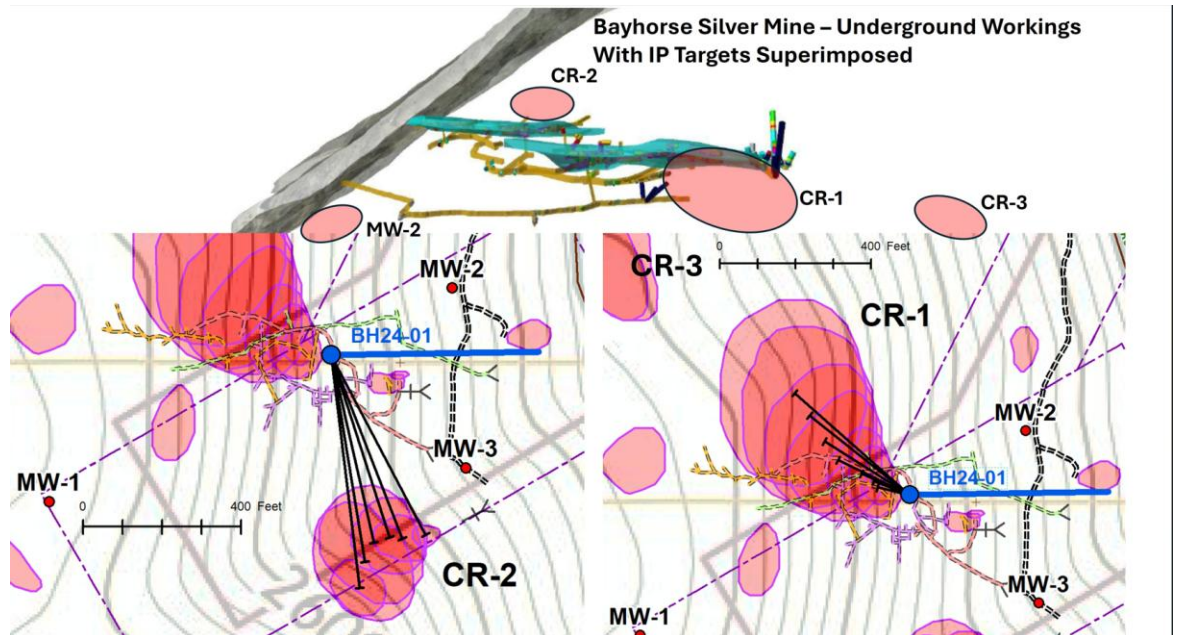 Bayhorse Silver Mine – Underground Workings
With IP Targets Superimposed
CR-2
CR-1
CR-3
MW-2
MW-2
BH24-01
MW-3
MW-1
0 400 Feet
CR-2
0 400 Feet
CR-3
CR-1
MW-2
BH24-01
MW-3
MW-1